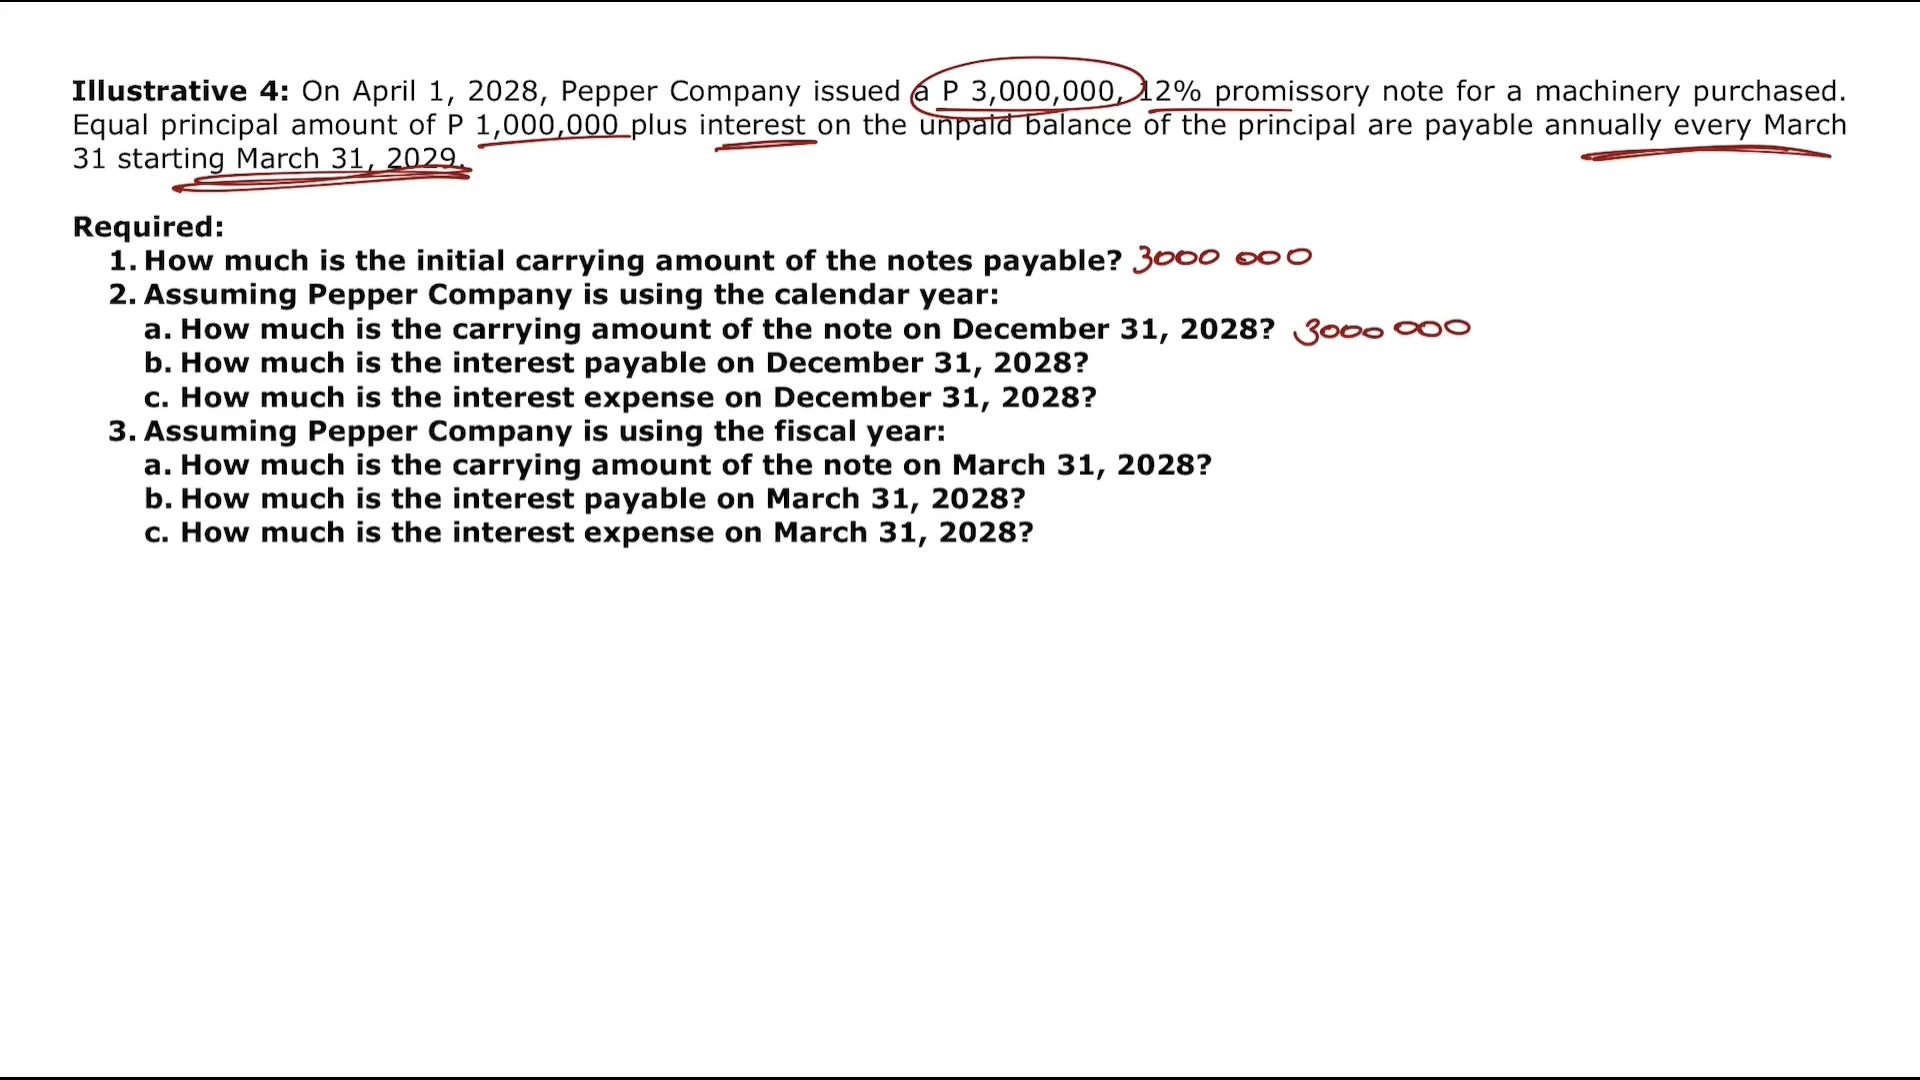 Illustrative 4: On April 1, 2028, Pepper Company issued a P 3,000,000, 12% promissory note for a machinery purchased.
Equal principal amount of P 1,000,000 plus interest on the unpaid balance of the principal are payable annually every March
31 starting March 31, 2029.
Required:
1. How much is the initial carrying amount of the notes payable? 3000 000
2. Assuming Pepper Company is using the calendar year:
a. How much is the carrying amount of the note on December 31, 2028? 3000 000
b. How much is the interest payable on December 31, 2028?
c. How much is the interest expense on December 31, 2028?
3. Assuming Pepper Company is using the fiscal year:
a. How much is the carrying amount of the note on March 31, 2028?
b. How much is the interest payable on March 31, 2028?
c. How much is the interest expense on March 31, 2028?